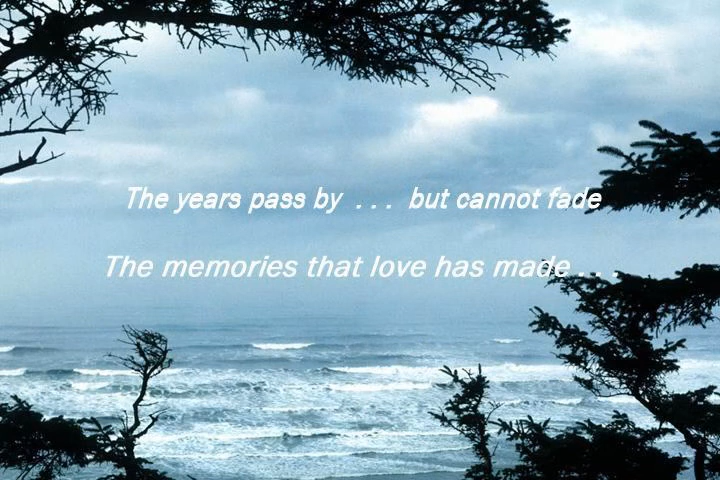 The years pass by . . . but cannot fade
The memories that love has made . . .